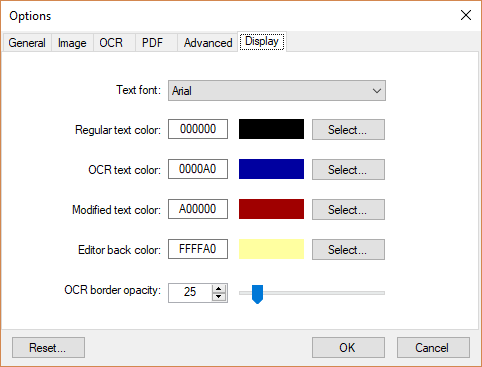 Options
General Image OCR PDF Advanced Display
Text font: Arial
Regular text color: 000000 Select...
OCR text color: 0000A0 Select...
Modified text color: A00000 Select...
Editor back color: FFFFA0 Select...
OCR border opacity: 25
Reset... OK Cancel